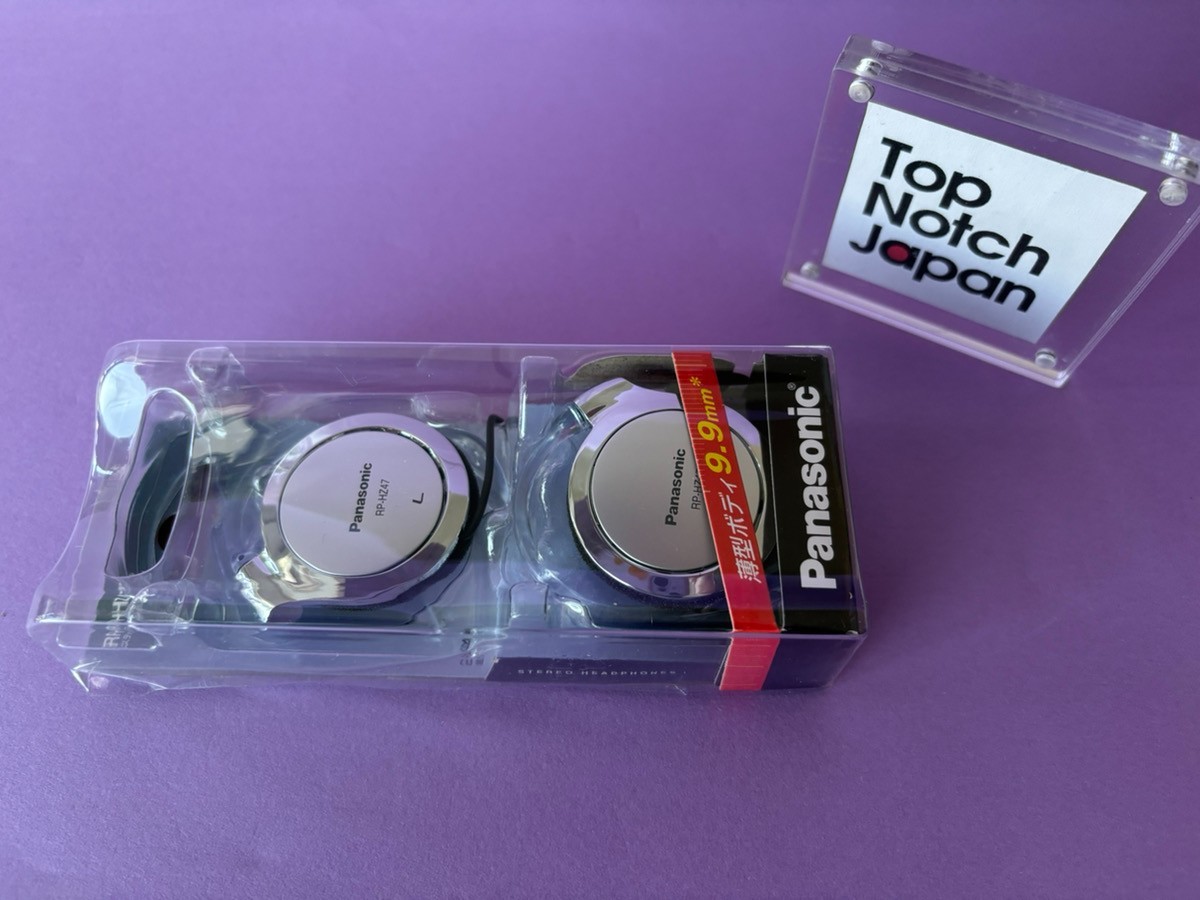 Top
Notch
Japan
Panasonic
RP-HZ47
L
Panasonic
薄型ボディ 9.9mm*
Panasonic®
STEREO HEADPHONES